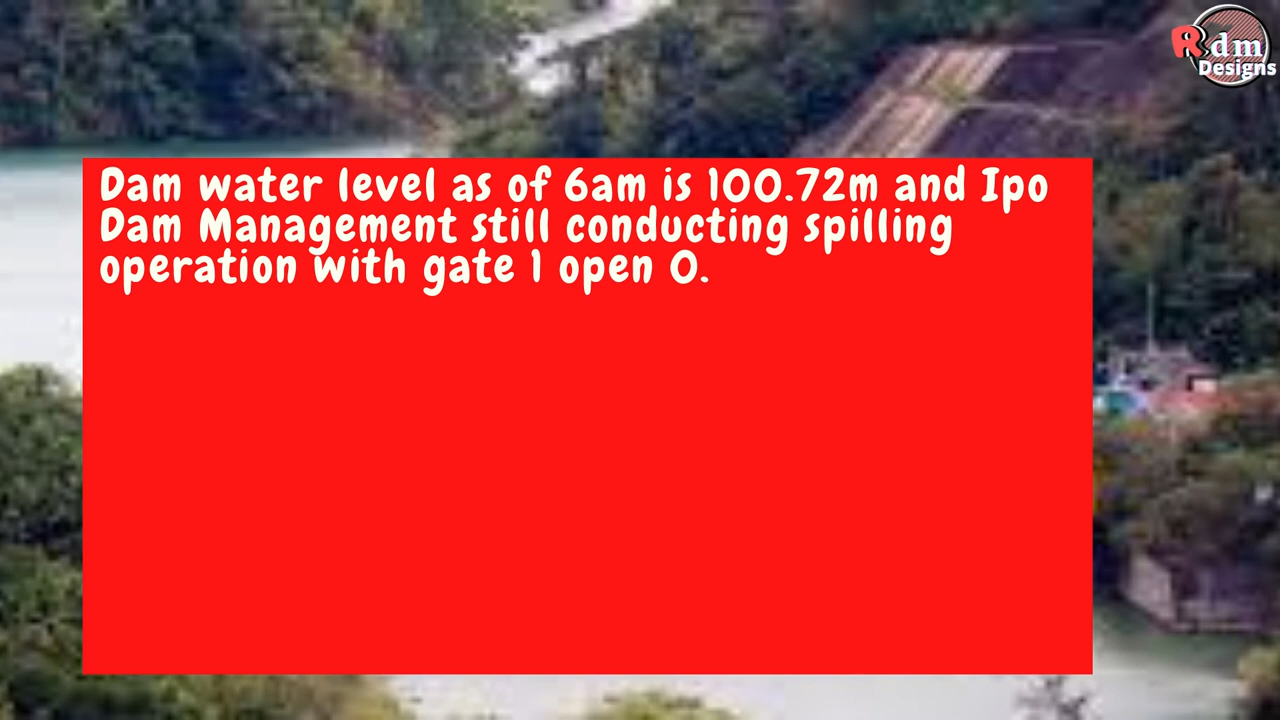 Rdm
Designs
Dam water level as of 6am is 100.72m and Ipo
Dam Management still conducting spilling
operation with gate 1 open 0.